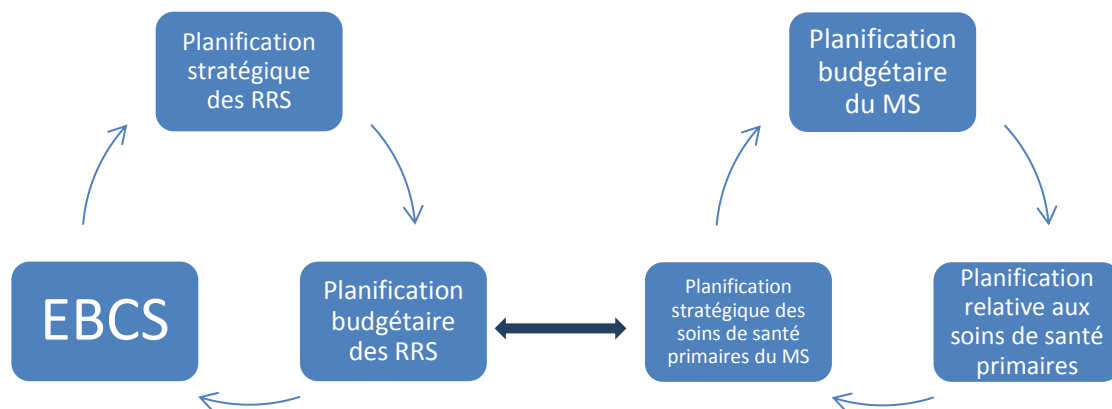 Planification
stratégique
des RRS
Planification
budgétaire
du MS
EBCS
Planification
budgétaire
des RRS
Planification
stratégique des
soins de santé
primaires du MS
Planification
relative aux
soins de santé
primaires